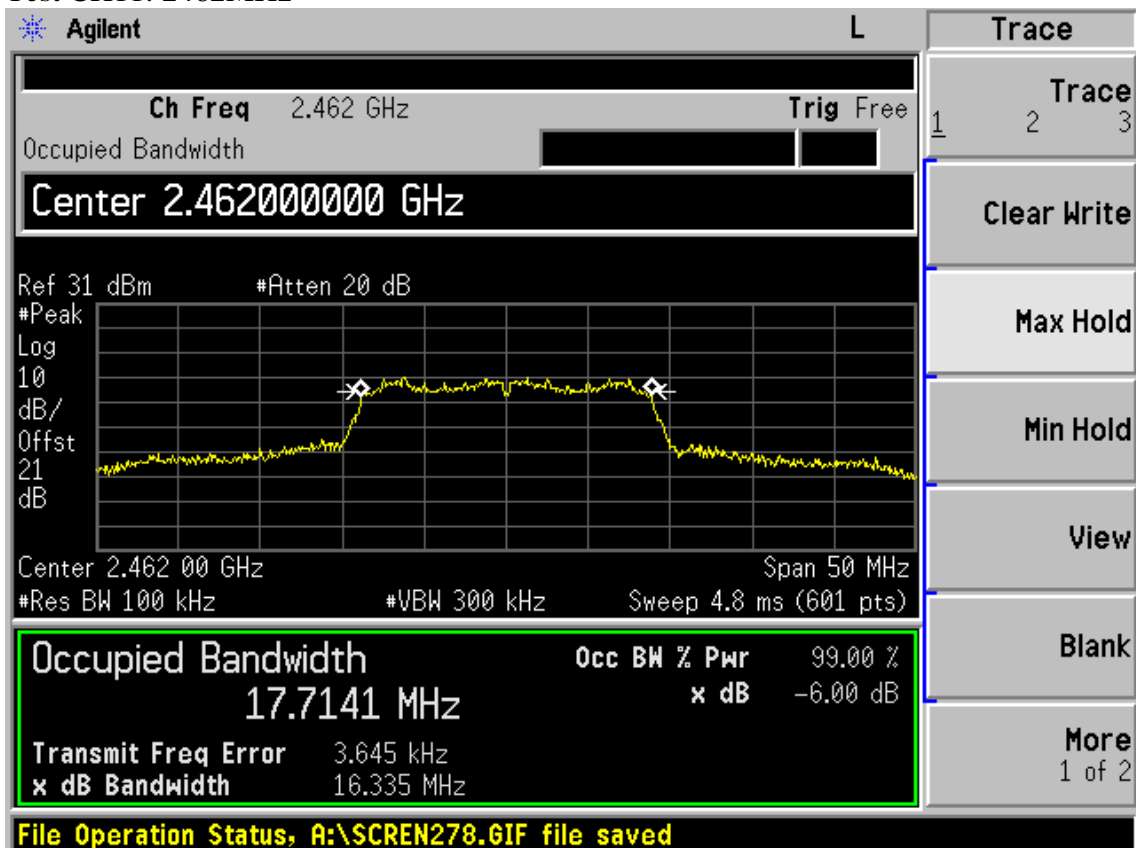 Agilent L
Trace
Ch Freq 2.462 GHz Trig Free
Occupied Bandwidth
Center 2.462000000 GHz
Ref 31 dBm #Atten 20 dB
#Peak
Log
10
dB/
Offst
21
dB
Center 2.462 00 GHz Span 50 MHz
#Res BW 100 kHz #VBW 300 kHz Sweep 4.8 ms (601 pts)
Occupied Bandwidth
17.7141 MHz
Occ BW % Pwr 99.00 %
x dB -6.00 dB
Transmit Freq Error 3.645 kHz
x dB Bandwidth 16.335 MHz
File Operation Status, A:\SCREN278.GIF file saved
Trace
1 2 3
Clear Write
Max Hold
Min Hold
View
Blank
More
1 of 2